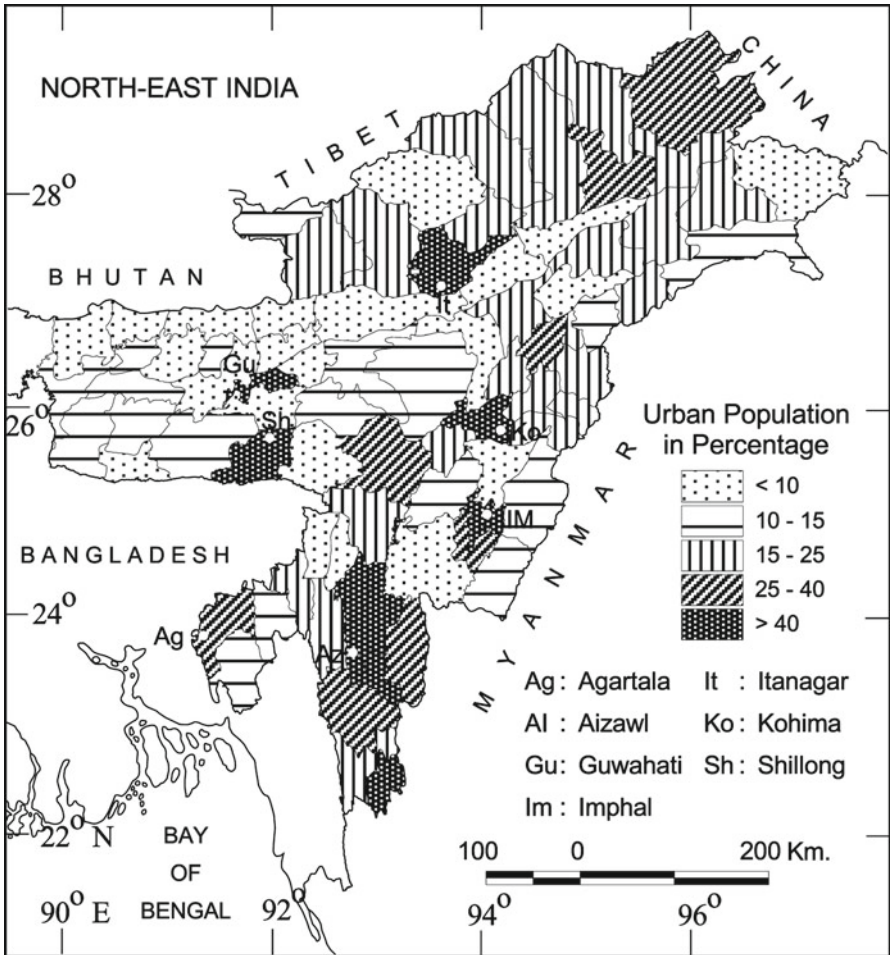 NORTH-EAST INDIA
CHINA
TIBET
28°
BHUTAN
It
Gu
26°
Sh
Ko
Urban Population
in Percentage
< 10
10 - 15
15 - 25
25 - 40
> 40
IM
BANGLADESH
MYANMAR
24°
Ag
Az
Ag : Agartala
It : Itanagar
AI : Aizawl
Ko : Kohima
Gu : Guwahati
Sh : Shillong
Im : Imphal
22° N
BAY
OF
BENGAL
100 0 200 Km.
90° E
92°
94°
96°